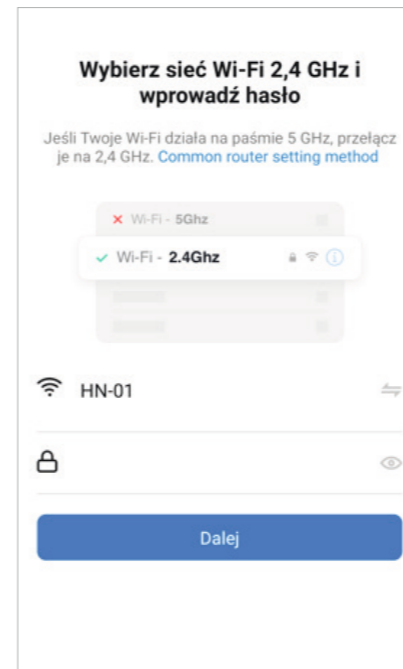 Wybierz sieć Wi-Fi 2,4 GHz i
wprowadź hasło
Jeśli Twoje Wi-Fi działa na paśmie 5 GHz, przełącz
je na 2,4 GHz. Common router setting method
Wi-Fi - 5Ghz
Wi-Fi - 2.4Ghz
HN-01
Dalej